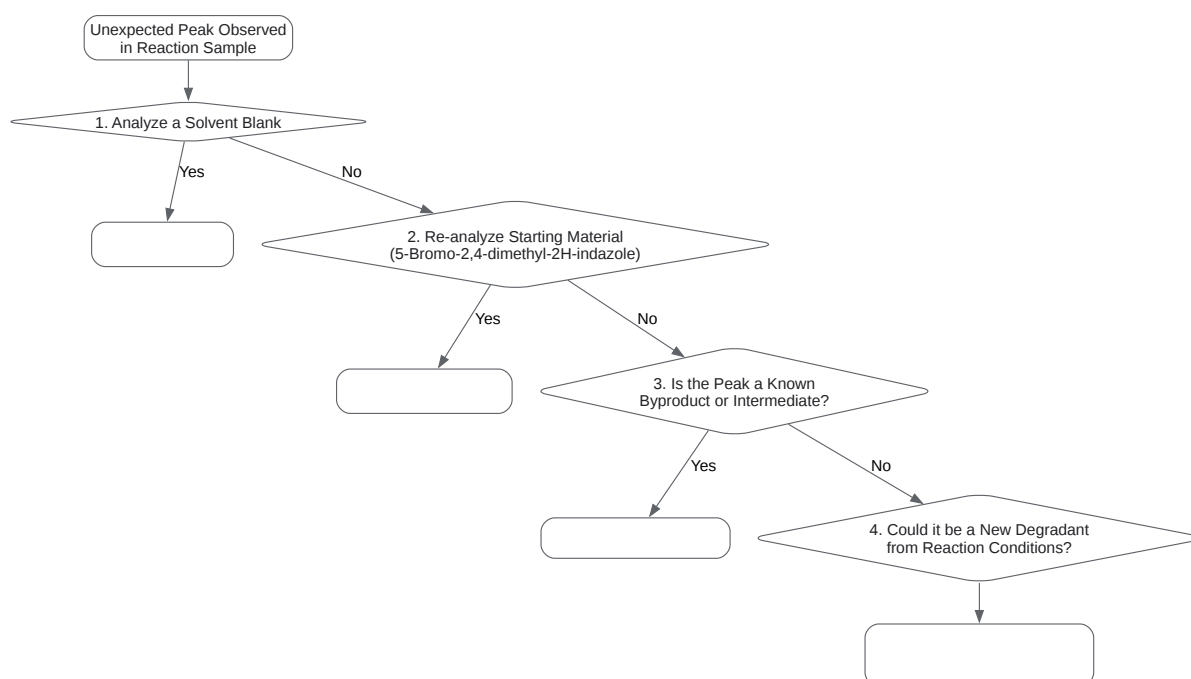 Unexpected Peak Observed
in Reaction Sample
1. Analyze a Solvent Blank
Yes
No
2. Re-analyze Starting Material
(5-Bromo-2,4-dimethyl-2H-indazole)
Yes
No
3. Is the Peak a Known
Byproduct or Intermediate?
Yes
No
4. Could it be a New Degradant
from Reaction Conditions?